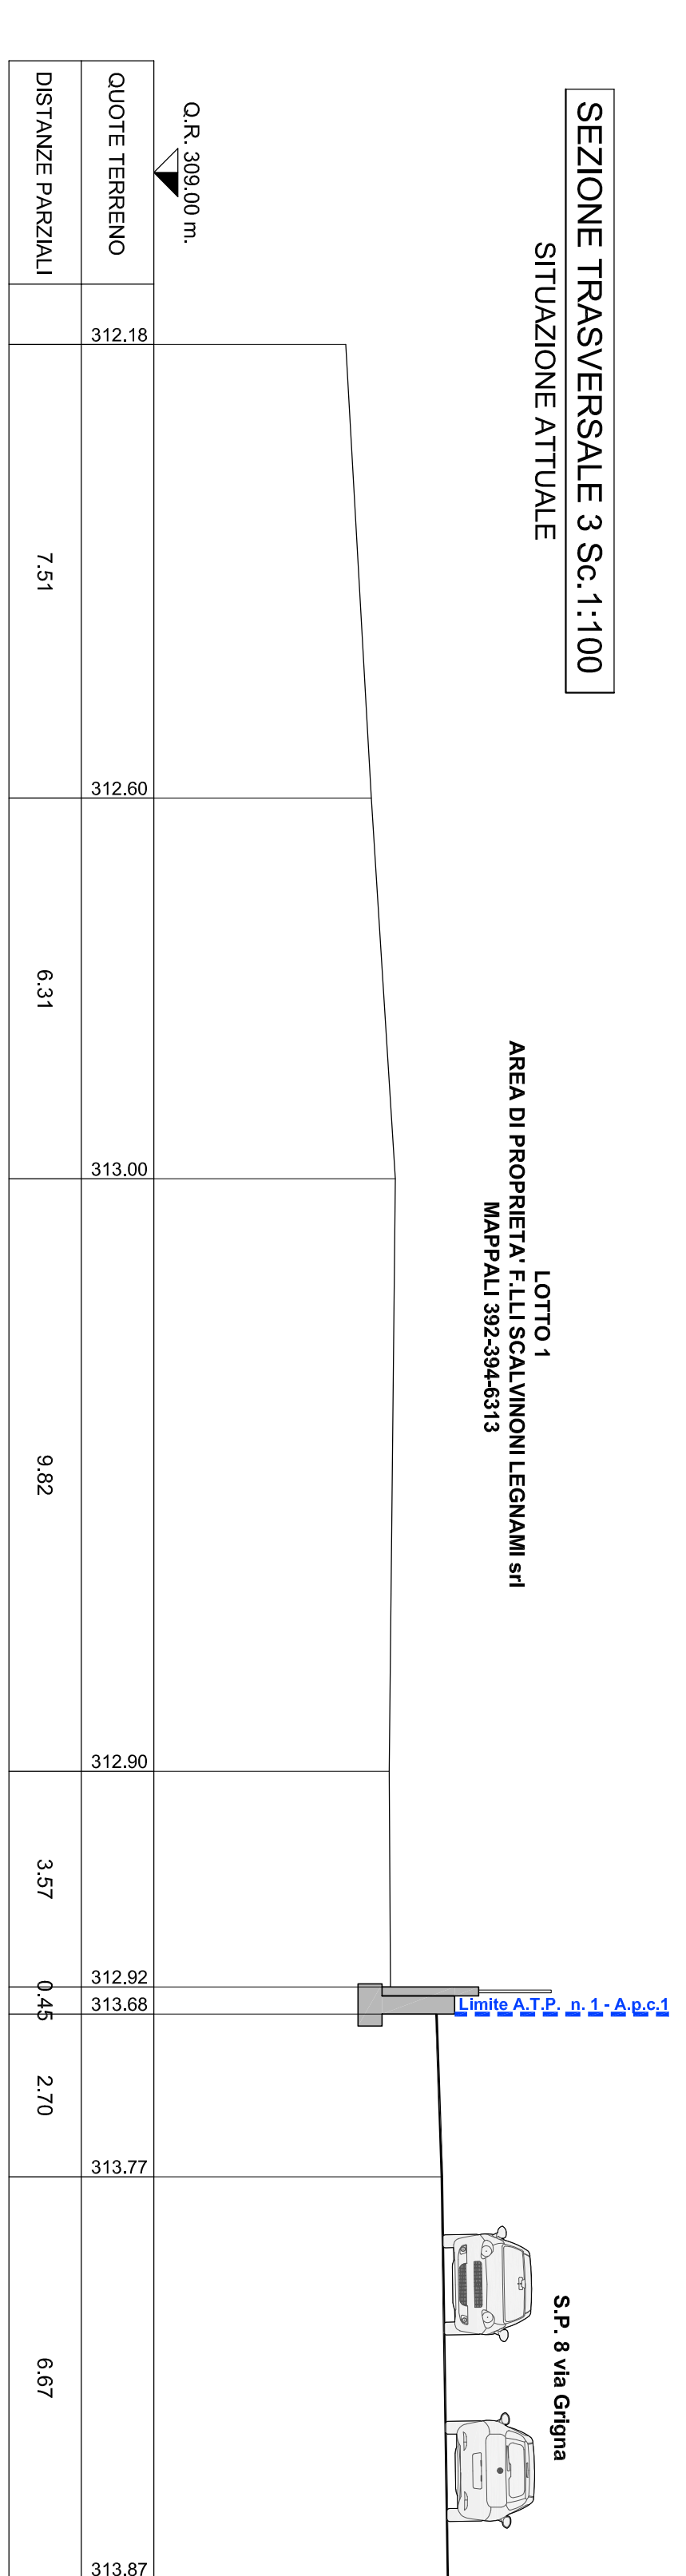 SEZIONE TRASVERSALE 3 Sc.1:100
SITUAZIONE ATTUALE
LOTTO 1
AREA DI PROPRIETA' F.LLI SCALVINONI LEGNAMI srl
MAPPALI 392-394-6313
S.P. 8 via Grigna
Limite A.T.P. n. 1 - A.p.c.1
Q.R. 309.00 m.
QUOTE TERRENO
312.18
312.60
313.00
312.90
312.92
313.68
313.77
313.87
DISTANZE PARZIALI
7.51
6.31
9.82
3.57
0.45
2.70
6.67